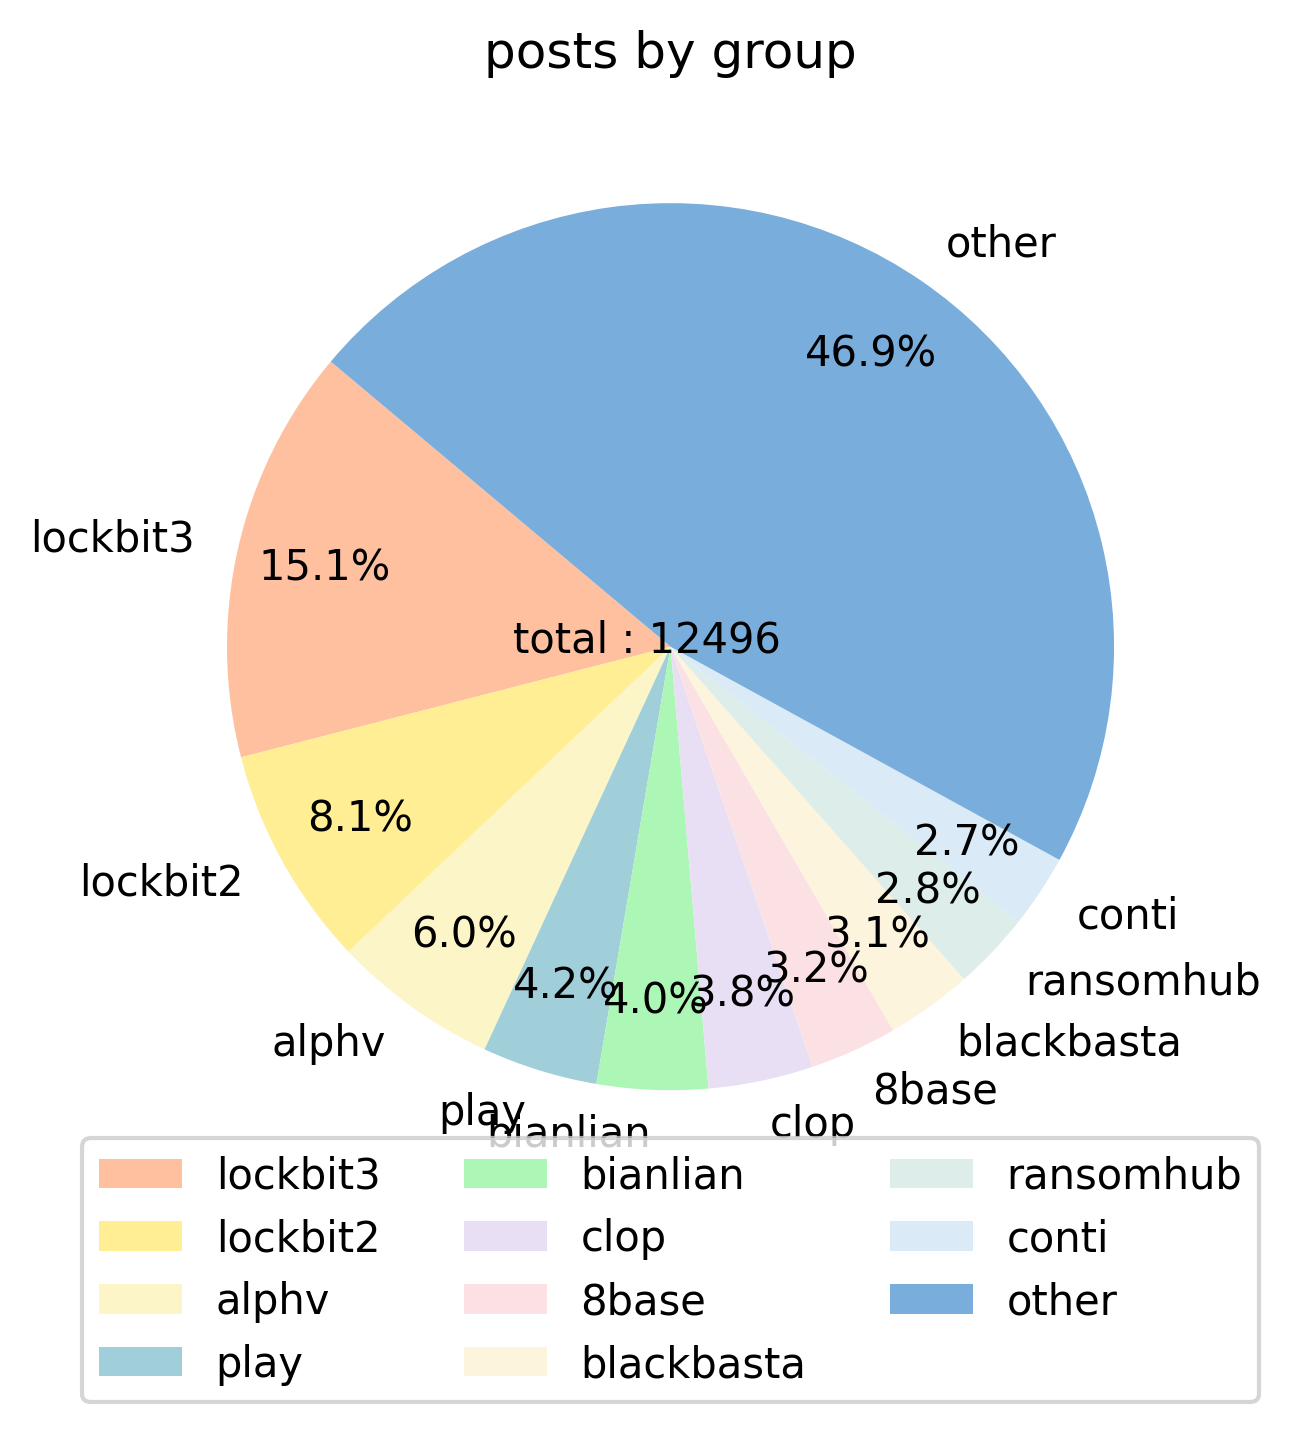 posts by group
other
46.9%
lockbit3
15.1%
total : 12496
lockbit2
8.1%
alphv
6.0%
play
4.2%
bianlian
4.0%
clop
3.8%
8base
3.2%
blackbasta
3.1%
ransomhub
2.8%
conti
2.7%
lockbit3
lockbit2
alphv
play
bianlian
clop
8base
blackbasta
ransomhub
conti
other